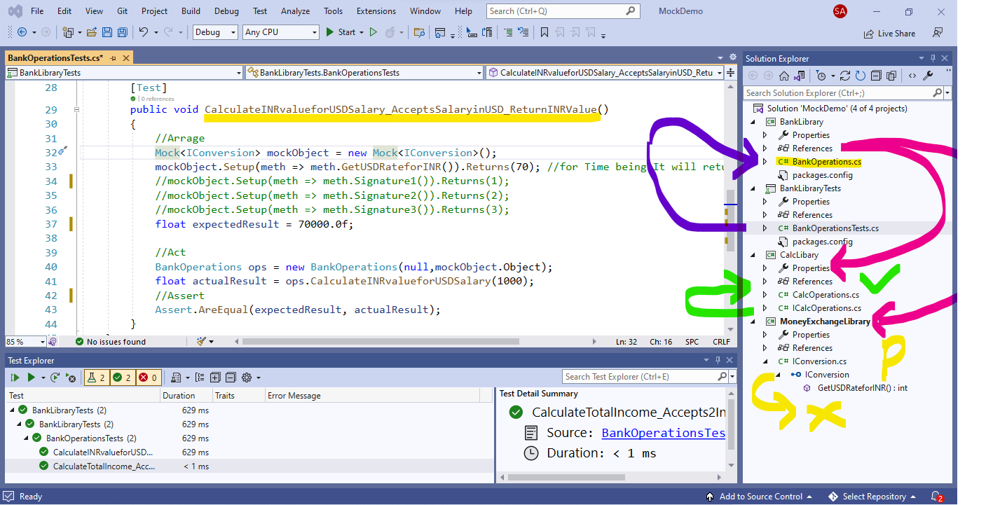 File Edit View Git Project Build Debug Test Analyze Tools Extensions Window Help Search (Ctrl+Q) MockDemo SA
Debug Any CPU Start Live Share
BankOperationsTests.cs*
BankLibraryTests BankLibraryTests.BankOperationsTests CalculateINRvalueforUSDSalary_AcceptsSalaryinUSD_Retu
28 [Test]
0 references
29 public void CalculateINRvalueforUSDSalary_AcceptsSalaryinUSD_ReturnINRValue()
30 {
31 //Arrage
32 Mock<IConversion> mockObject = new Mock<IConversion>();
33 mockObject.Setup(meth => meth.GetUSDRateforINR()).Returns(70); //for Time being It will retu
34 //mockObject.Setup(meth => meth.Signature1()).Returns(1);
35 //mockObject.Setup(meth => meth.Signature2()).Returns(2);
36 //mockObject.Setup(meth => meth.Signature3()).Returns(3);
37 float expectedResult = 70000.0f;
38
39 //Act
40 BankOperations ops = new BankOperations(null,mockObject.Object);
41 float actualResult = ops.CalculateINRvalueforUSDSalary(1000);
42 //Assert
43 Assert.AreEqual(expectedResult, actualResult);
44 }
85 % No issues found Ln: 32 Ch: 16 SPC CRLF
Solution Explorer
Search Solution Explorer (Ctrl+;)
Solution 'MockDemo' (4 of 4 projects)
C# BankLibrary
Properties
References
C# BankOperations.cs
packages.config
BankLibraryTests
Properties
References
C# BankOperationsTests.cs
packages.config
C# CalcLibary
Properties
References
C# CalcOperations.cs
C# ICalcOperations.cs
C# MoneyExchangeLibrary
Properties
References
C# IConversion.cs
IConversion
GetUSDRateforINR() : int
P
X
Test Explorer
2 2 0 Search Test Explorer (Ctrl+E)
Test Duration Traits Error Message
BankLibraryTests (2) 629 ms
BankLibraryTests (2) 629 ms
BankOperationsTests (2) 629 ms
CalculateINRvalueforUSD... 629 ms
CalculateTotalIncome_Acc... < 1 ms
Test Detail Summary
CalculateTotalIncome_Accepts2In
Source: BankOperationsTes
Duration: < 1 ms
Ready Add to Source Control Select Repository 2